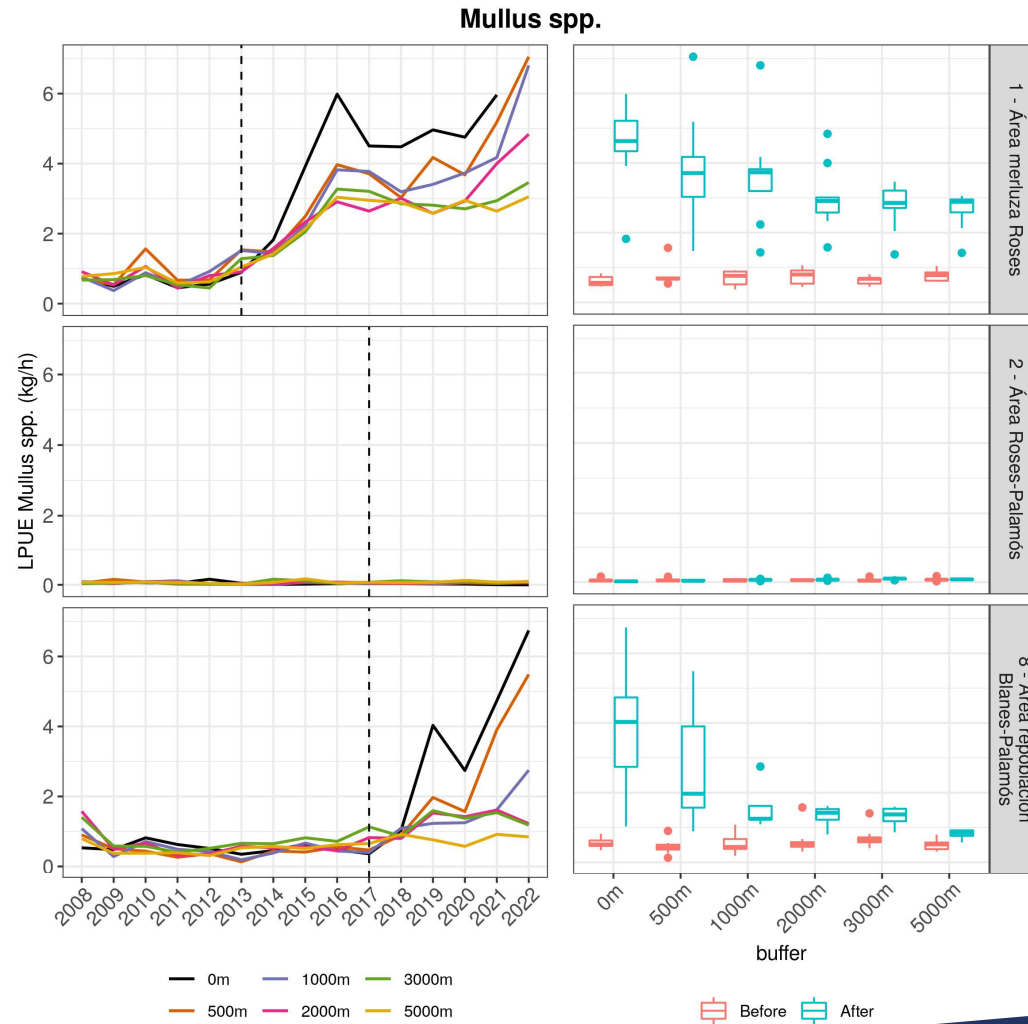 Mullus spp.
LPUE Mullus spp. (kg/h)
6
4
2
0
6
4
2
0
6
4
2
0
2008
2009
2010
2011
2012
2013
2014
2015
2016
2017
2018
2019
2020
2021
2022
0m
1000m
3000m
500m
2000m
5000m
1 - Área merluza Roses
2 - Área Roses-Palamós
8 - Área repoblación
Blanes-Palamós
0m
500m
1000m
2000m
3000m
5000m
buffer
Before
After